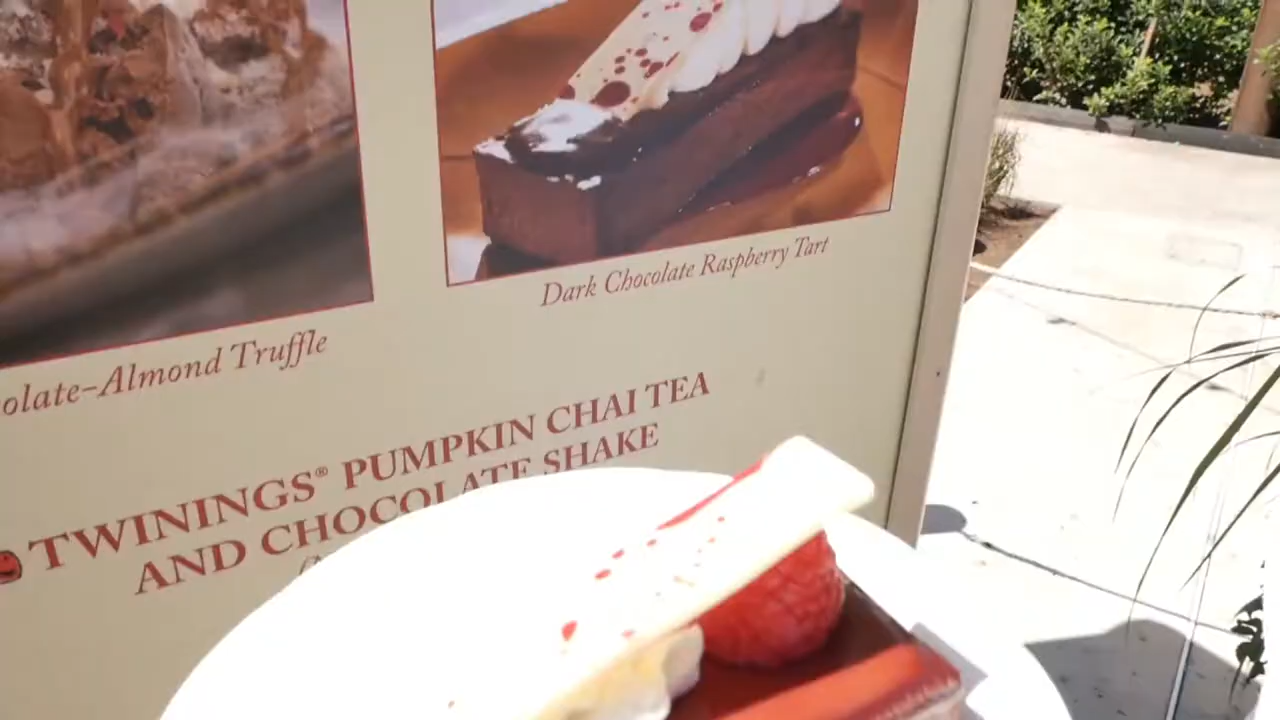 Dark Chocolate Raspberry Tart
olate-Almond Truffle
TWININGS® PUMPKIN CHAI TEA
AND CHOCOLATE SHAKE